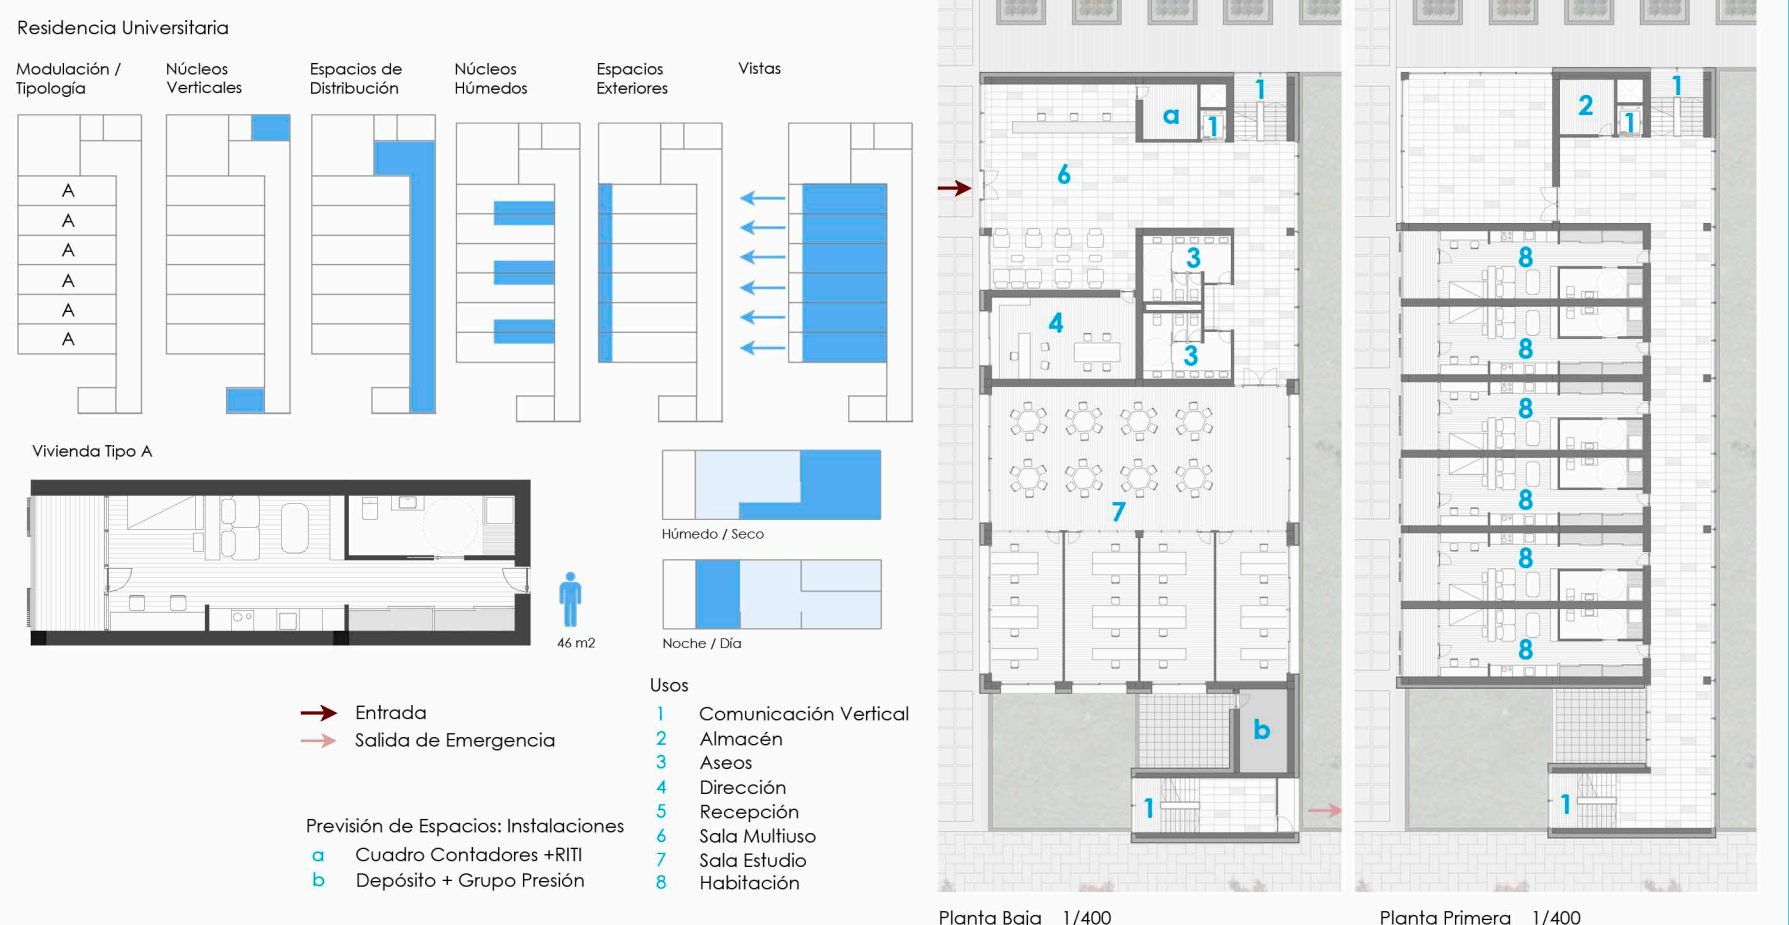 Residencia Universitaria
Modulación /
Tipología
Núcleos
Verticales
Espacios de
Distribución
Núcleos
Húmedos
Espacios
Exteriores
Vistas
A
A
A
A
A
A
Vivienda Tipo A
46 m2
Húmedo / Seco
Noche / Día
Entrada
Salida de Emergencia
Previsión de Espacios: Instalaciones
a Cuadro Contadores +RITI
b Depósito + Grupo Presión
Usos
1 Comunicación Vertical
2 Almacén
3 Aseos
4 Dirección
5 Recepción
6 Sala Multiuso
7 Sala Estudio
8 Habitación
1
a
1
6
3
4
3
7
b
1
Planta Baja 1/400
1
2
1
8
8
8
8
8
8
1
Planta Primera 1/400